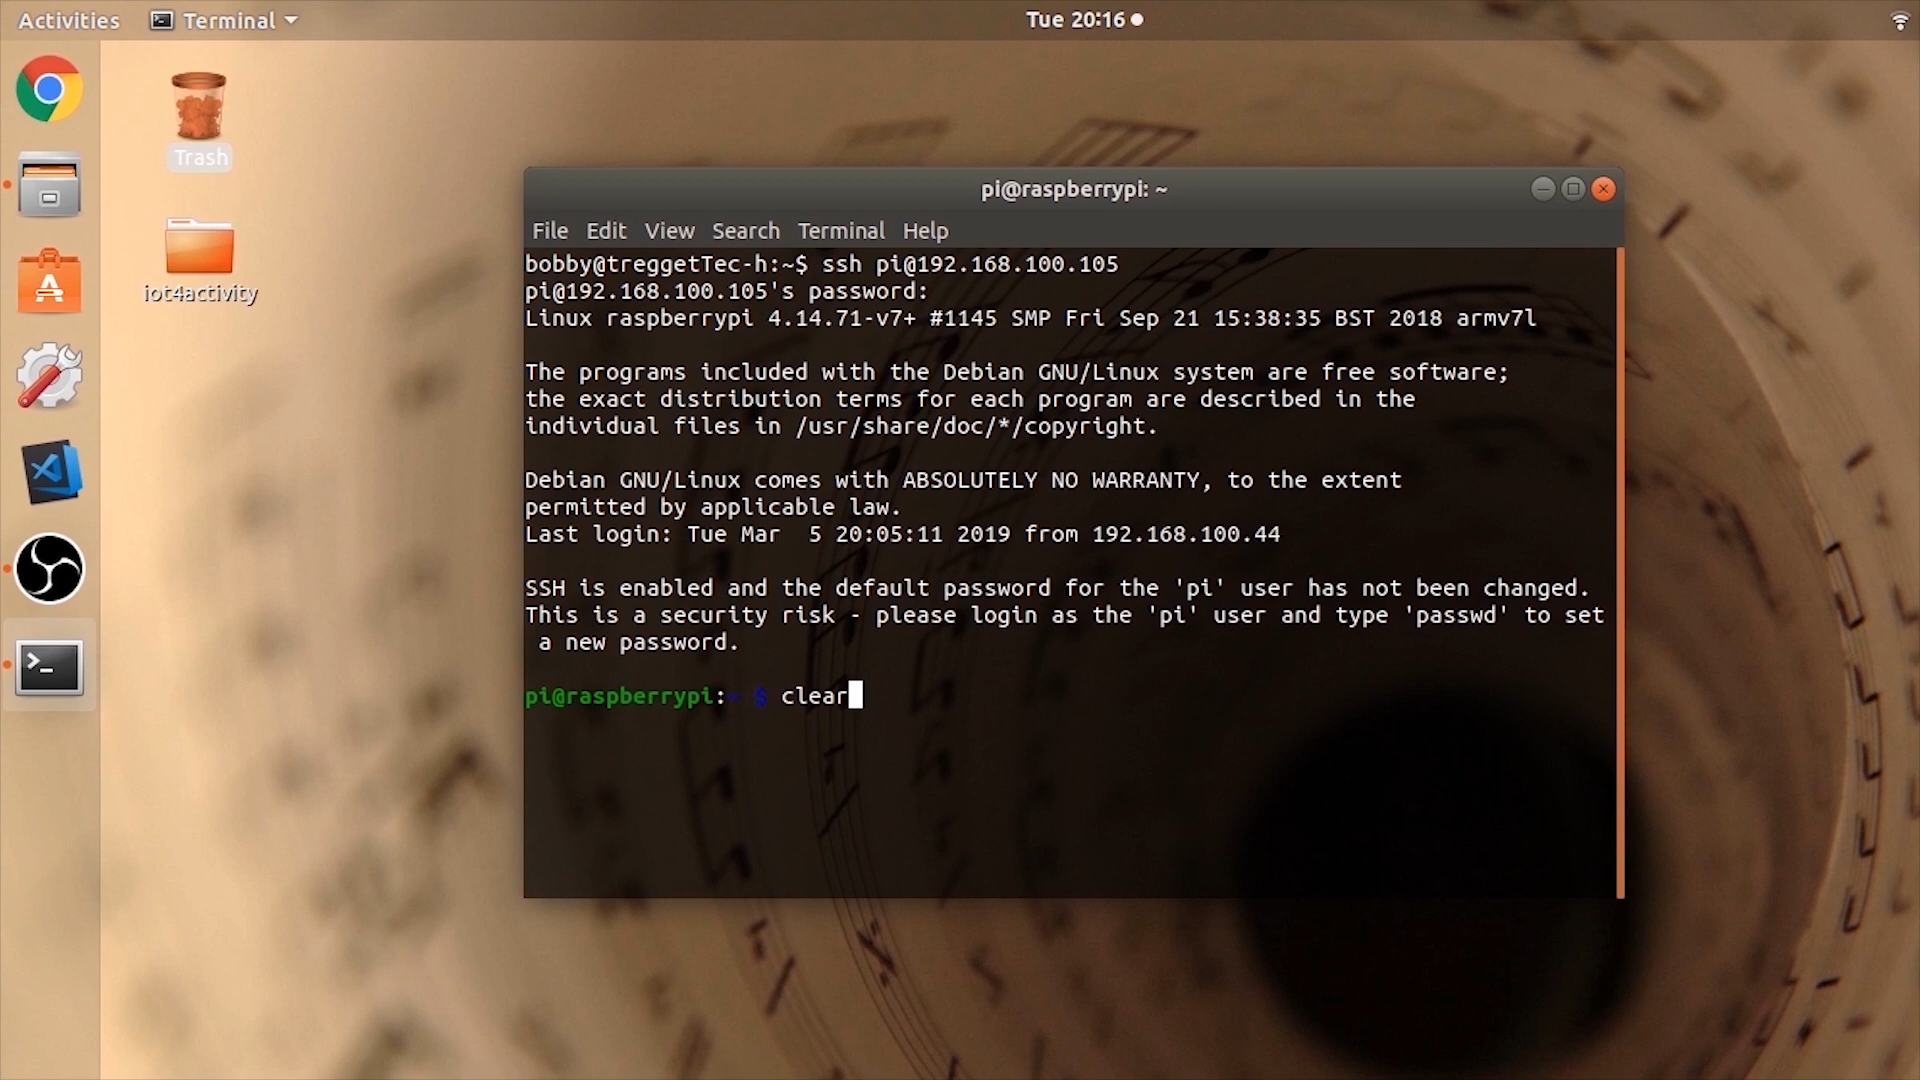 Activities Terminal Tue 20:16
Trash
iot4activity
pi@raspberrypi: ~
File Edit View Search Terminal Help
bobby@treggetTec-h:~$ ssh pi@192.168.100.105
pi@192.168.100.105's password:
Linux raspberrypi 4.14.71-v7+ #1145 SMP Fri Sep 21 15:38:35 BST 2018 armv7l
The programs included with the Debian GNU/Linux system are free software;
the exact distribution terms for each program are described in the
individual files in /usr/share/doc/*/copyright.
Debian GNU/Linux comes with ABSOLUTELY NO WARRANTY, to the extent
permitted by applicable law.
Last login: Tue Mar  5 20:05:11 2019 from 192.168.100.44
SSH is enabled and the default password for the 'pi' user has not been changed.
This is a security risk - please login as the 'pi' user and type 'passwd' to set
 a new password.
pi@raspberrypi:~ $ clear